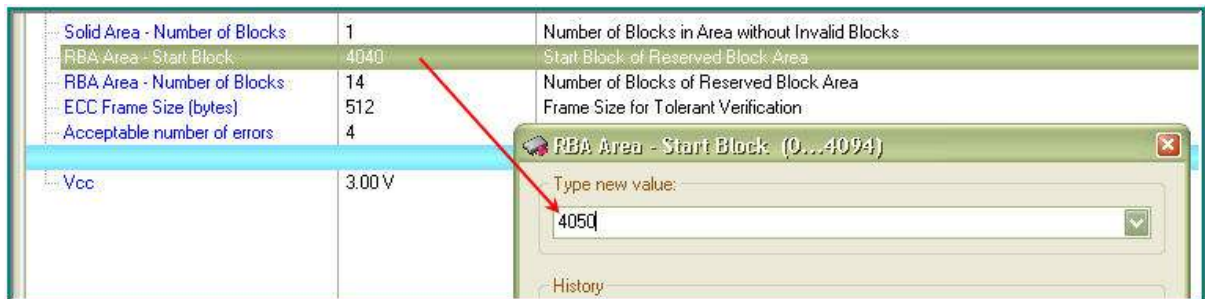 Solid Area - Number of Blocks 1 Number of Blocks in Area without Invalid Blocks
RBA Area - Start Block 4040 Start Block of Reserved Block Area
RBA Area - Number of Blocks 14 Number of Blocks of Reserved Block Area
ECC Frame Size (bytes) 512 Frame Size for Tolerant Verification
Acceptable number of errors 4
RBA Area - Start Block (0...4094)
Vcc 3.00 V
Type new value:
4050
History